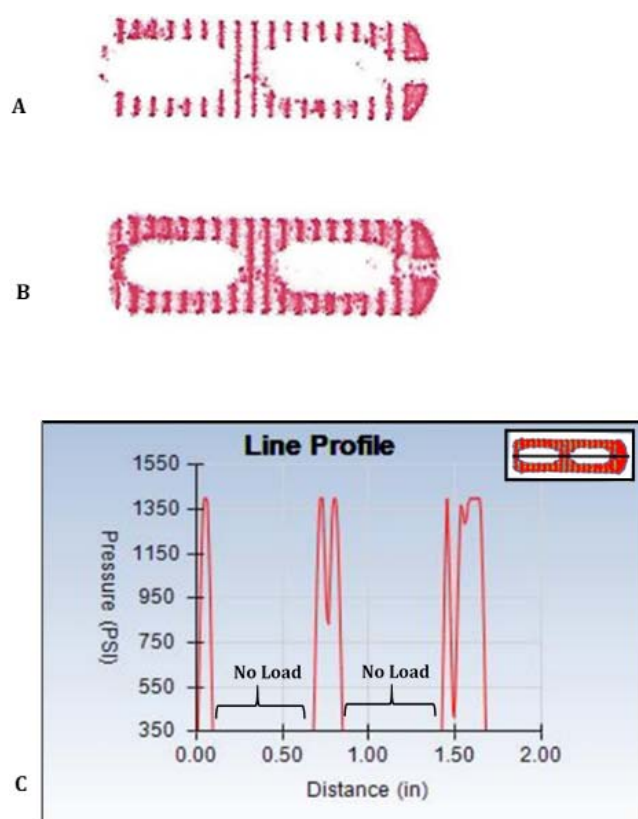 A
B
Line Profile
1550
1350
1150
950
750
550
350
Pressure (PSI)
No Load
No Load
0.00 0.50 1.00 1.50 2.00
Distance (in)
C